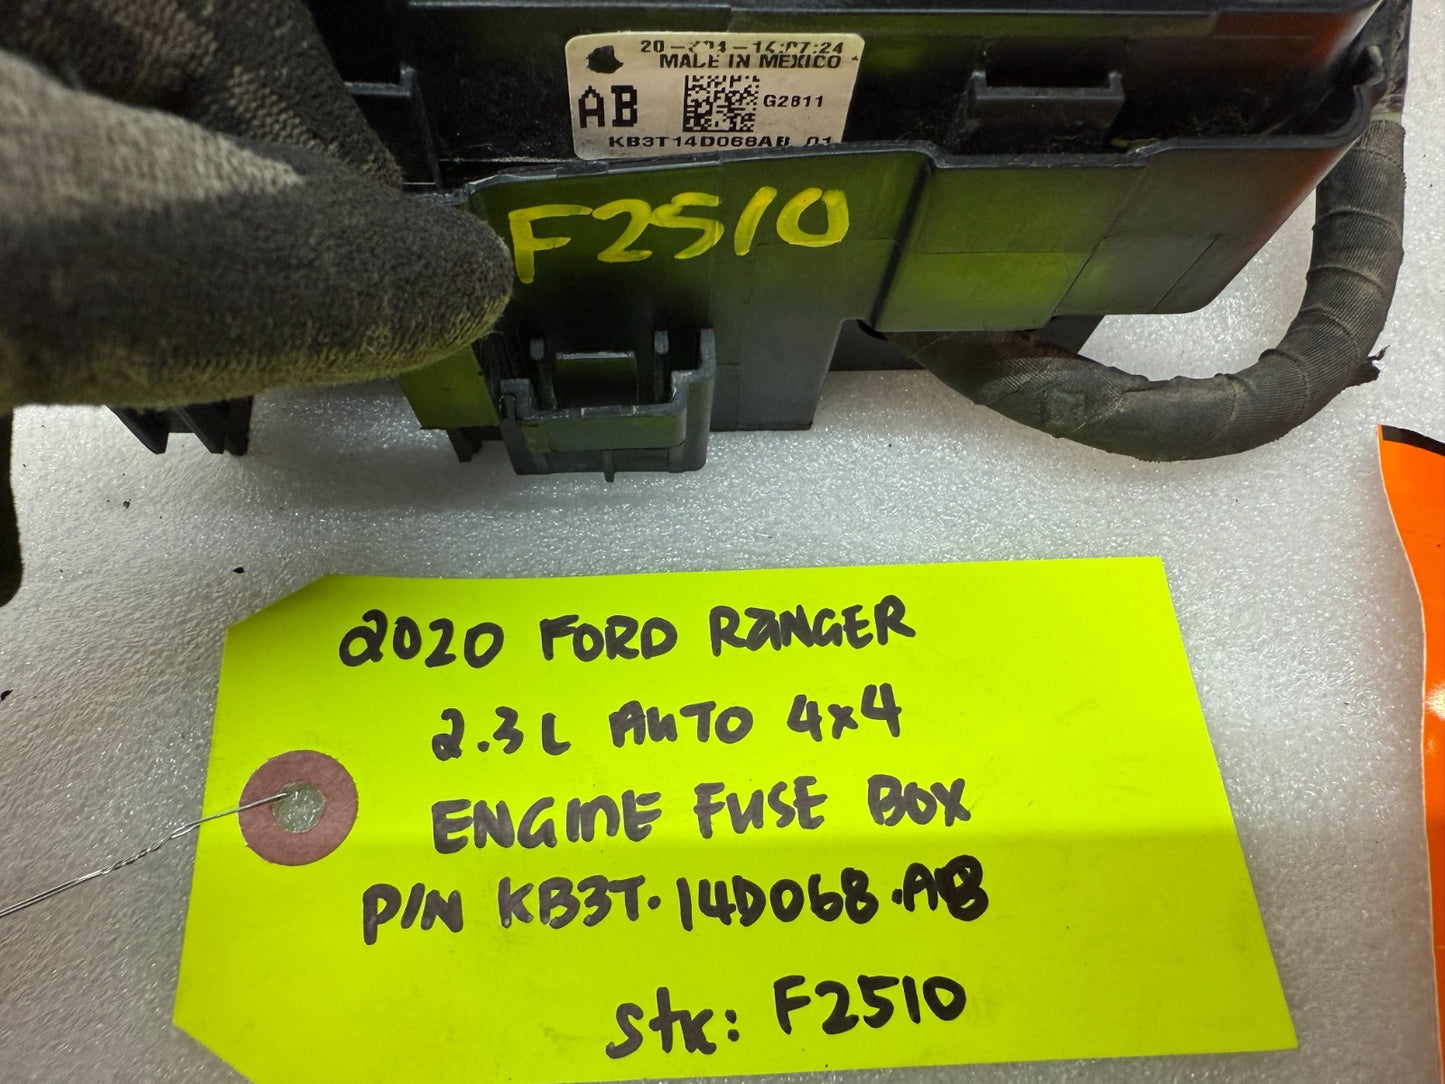 MADE IN MEXICO
AB
G2811
KB3T14D068AB 01
F2510
2020 FORD RANGER
2.3L AUTO 4x4
ENGINE FUSE BOX
P/N KB3T-14D068-AB
Stk: F2510